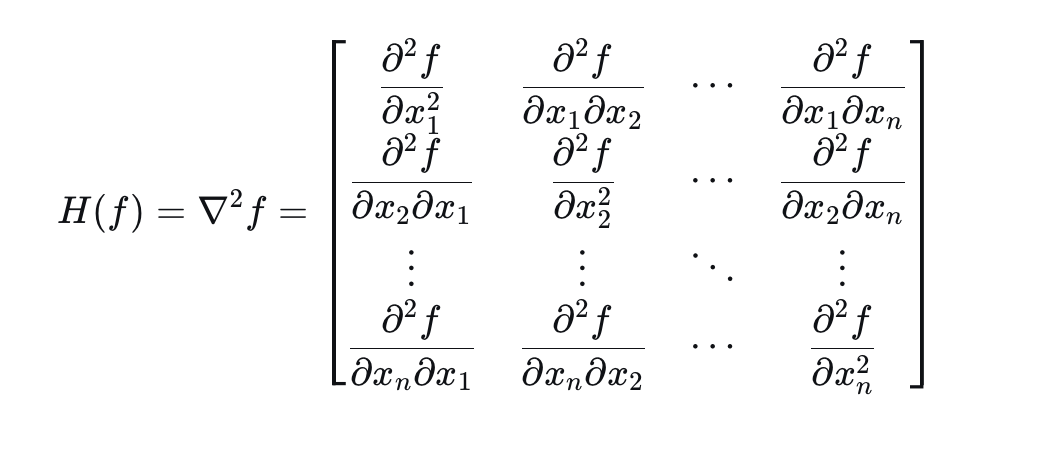 H(f) = ∇²f = [ ∂²f/∂x₁² ∂²f/∂x₁∂x₂ ⋯ ∂²f/∂x₁∂xₙ
∂²f/∂x₂∂x₁ ∂²f/∂x₂² ⋯ ∂²f/∂x₂∂xₙ
⋮ ⋮ ⋱ ⋮
∂²f/∂xₙ∂x₁ ∂²f/∂xₙ∂x₂ ⋯ ∂²f/∂xₙ² ]